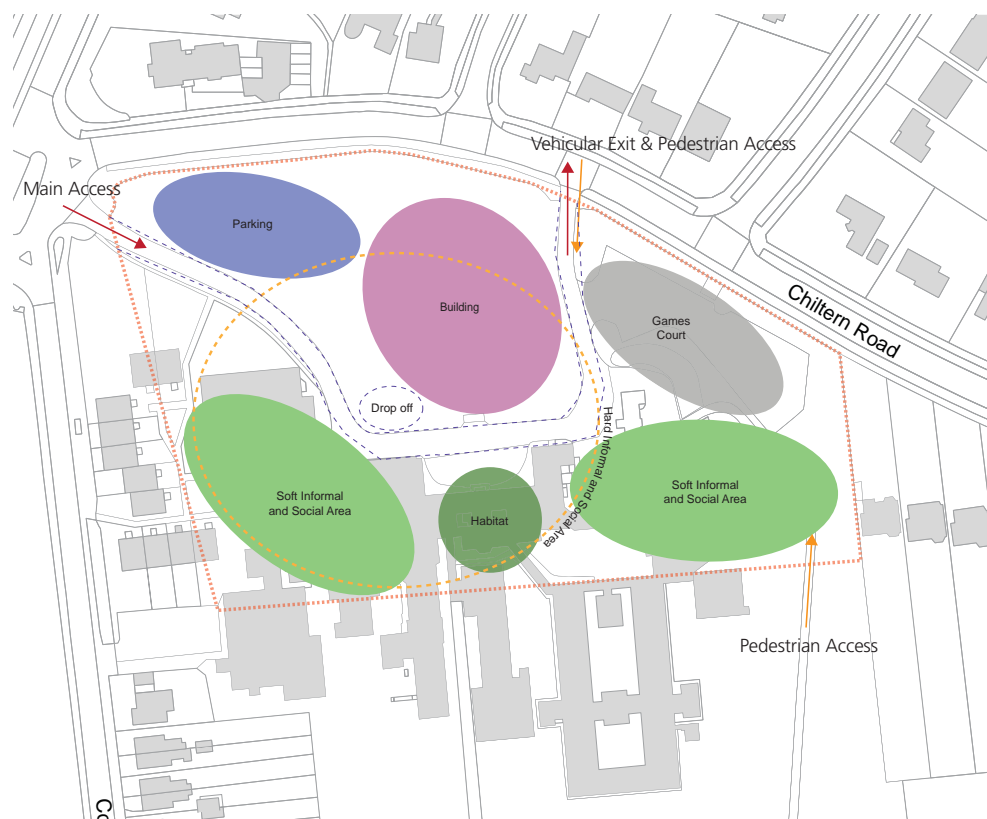 Vehicular Exit & Pedestrian Access
Main Access
Parking
Building
Chiltern Road
Games
Court
Drop off
Hard Informal and Social Area
Soft Informal
and Social Area
Soft Informal
and Social Area
Habitat
Pedestrian Access
Co